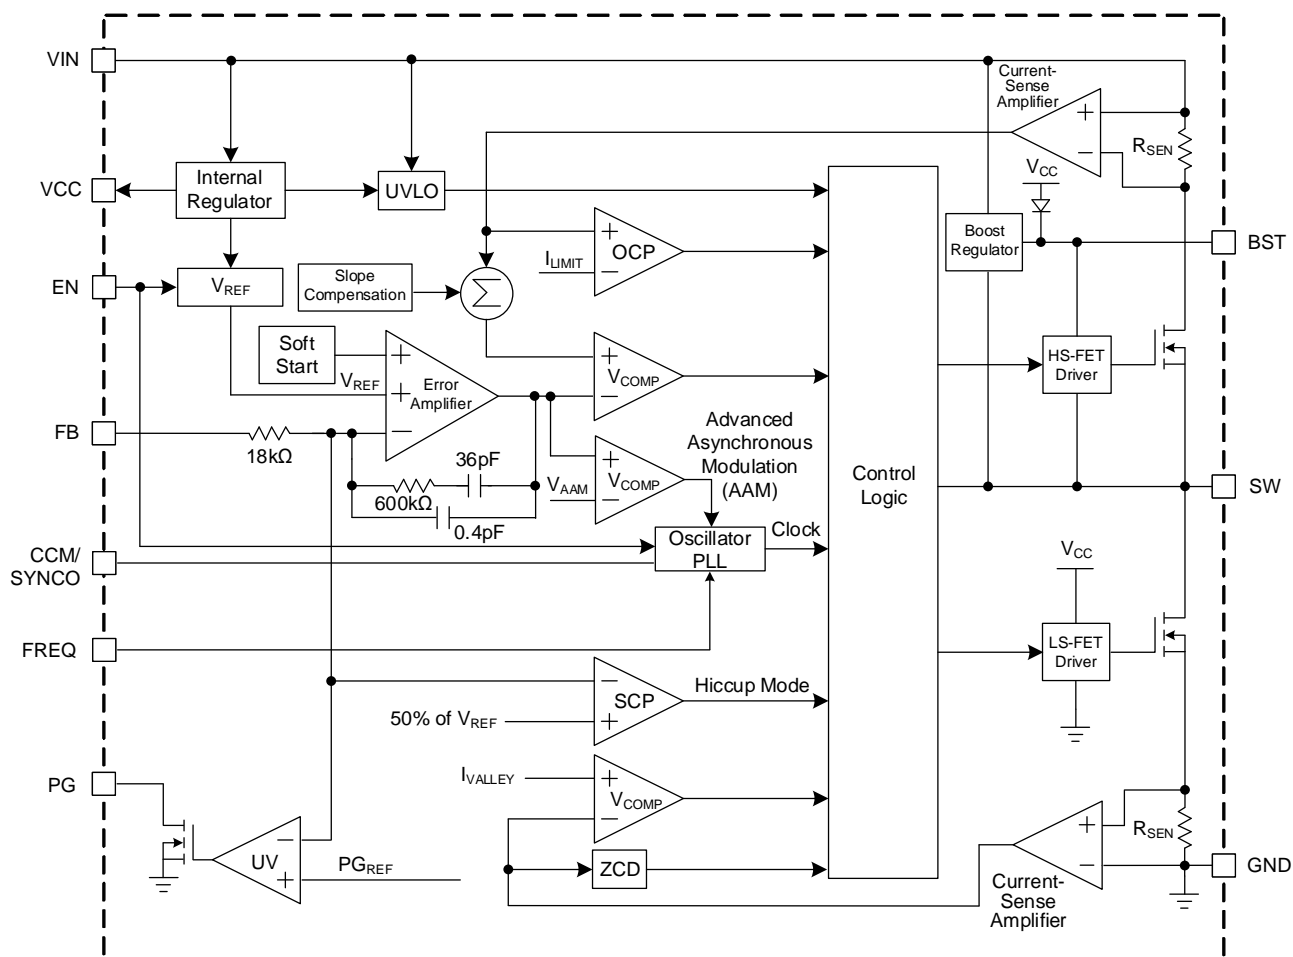 VIN
Current-
Sense
Amplifier
+
−
RSEN
VCC
Internal
Regulator
UVLO
VCC
Boost
Regulator
BST
+
OCP
ILIMIT
−
EN
VREF
Slope
Compensation
Σ
Soft
Start
+
VREF
+
Error
Amplifier
−
+
VCOMP
−
HS-FET
Driver
FB
18kΩ
36pF
600kΩ
0.4pF
+
VCOMP
VAAM
−
Advanced
Asynchronous
Modulation
(AAM)
Control
Logic
SW
Oscillator
PLL
Clock
CCM/
SYNCO
VCC
FREQ
LS-FET
Driver
−
SCP
+
Hiccup Mode
50% of VREF
IVALLEY
+
VCOMP
−
PG
−
UV
+
PGREF
ZCD
+
−
RSEN
Current-
Sense
Amplifier
GND